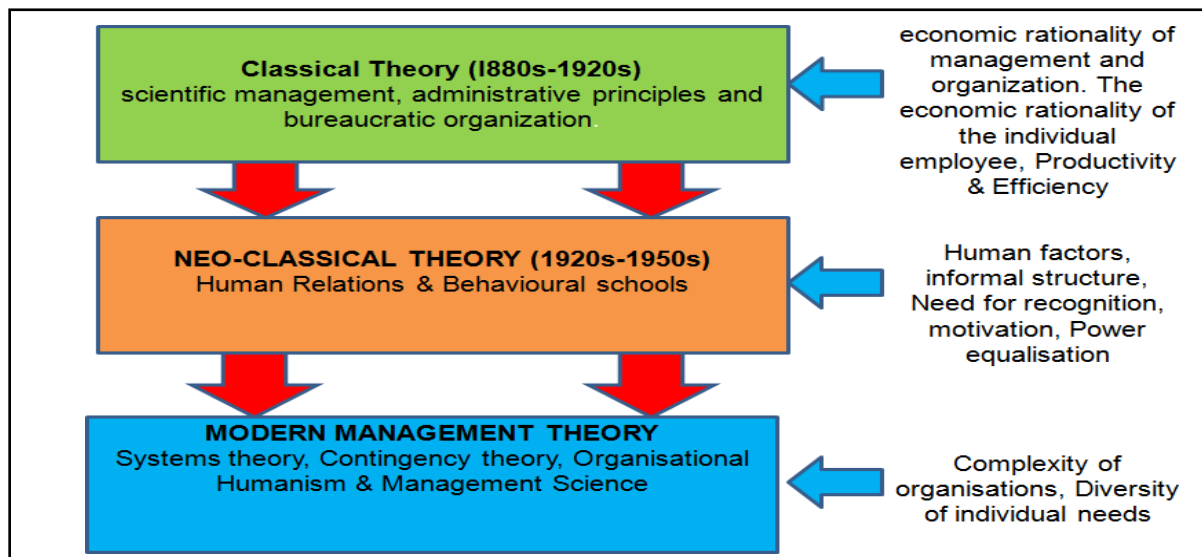 Classical Theory (I880s-1920s)
scientific management, administrative principles and
bureaucratic organization.
economic rationality of
management and
organization. The
economic rationality of
the individual
employee, Productivity
& Efficiency
NEO-CLASSICAL THEORY (1920s-1950s)
Human Relations & Behavioural schools
Human factors,
informal structure,
Need for recognition,
motivation, Power
equalisation
MODERN MANAGEMENT THEORY
Systems theory, Contingency theory, Organisational
Humanism & Management Science
Complexity of
organisations, Diversity
of individual needs